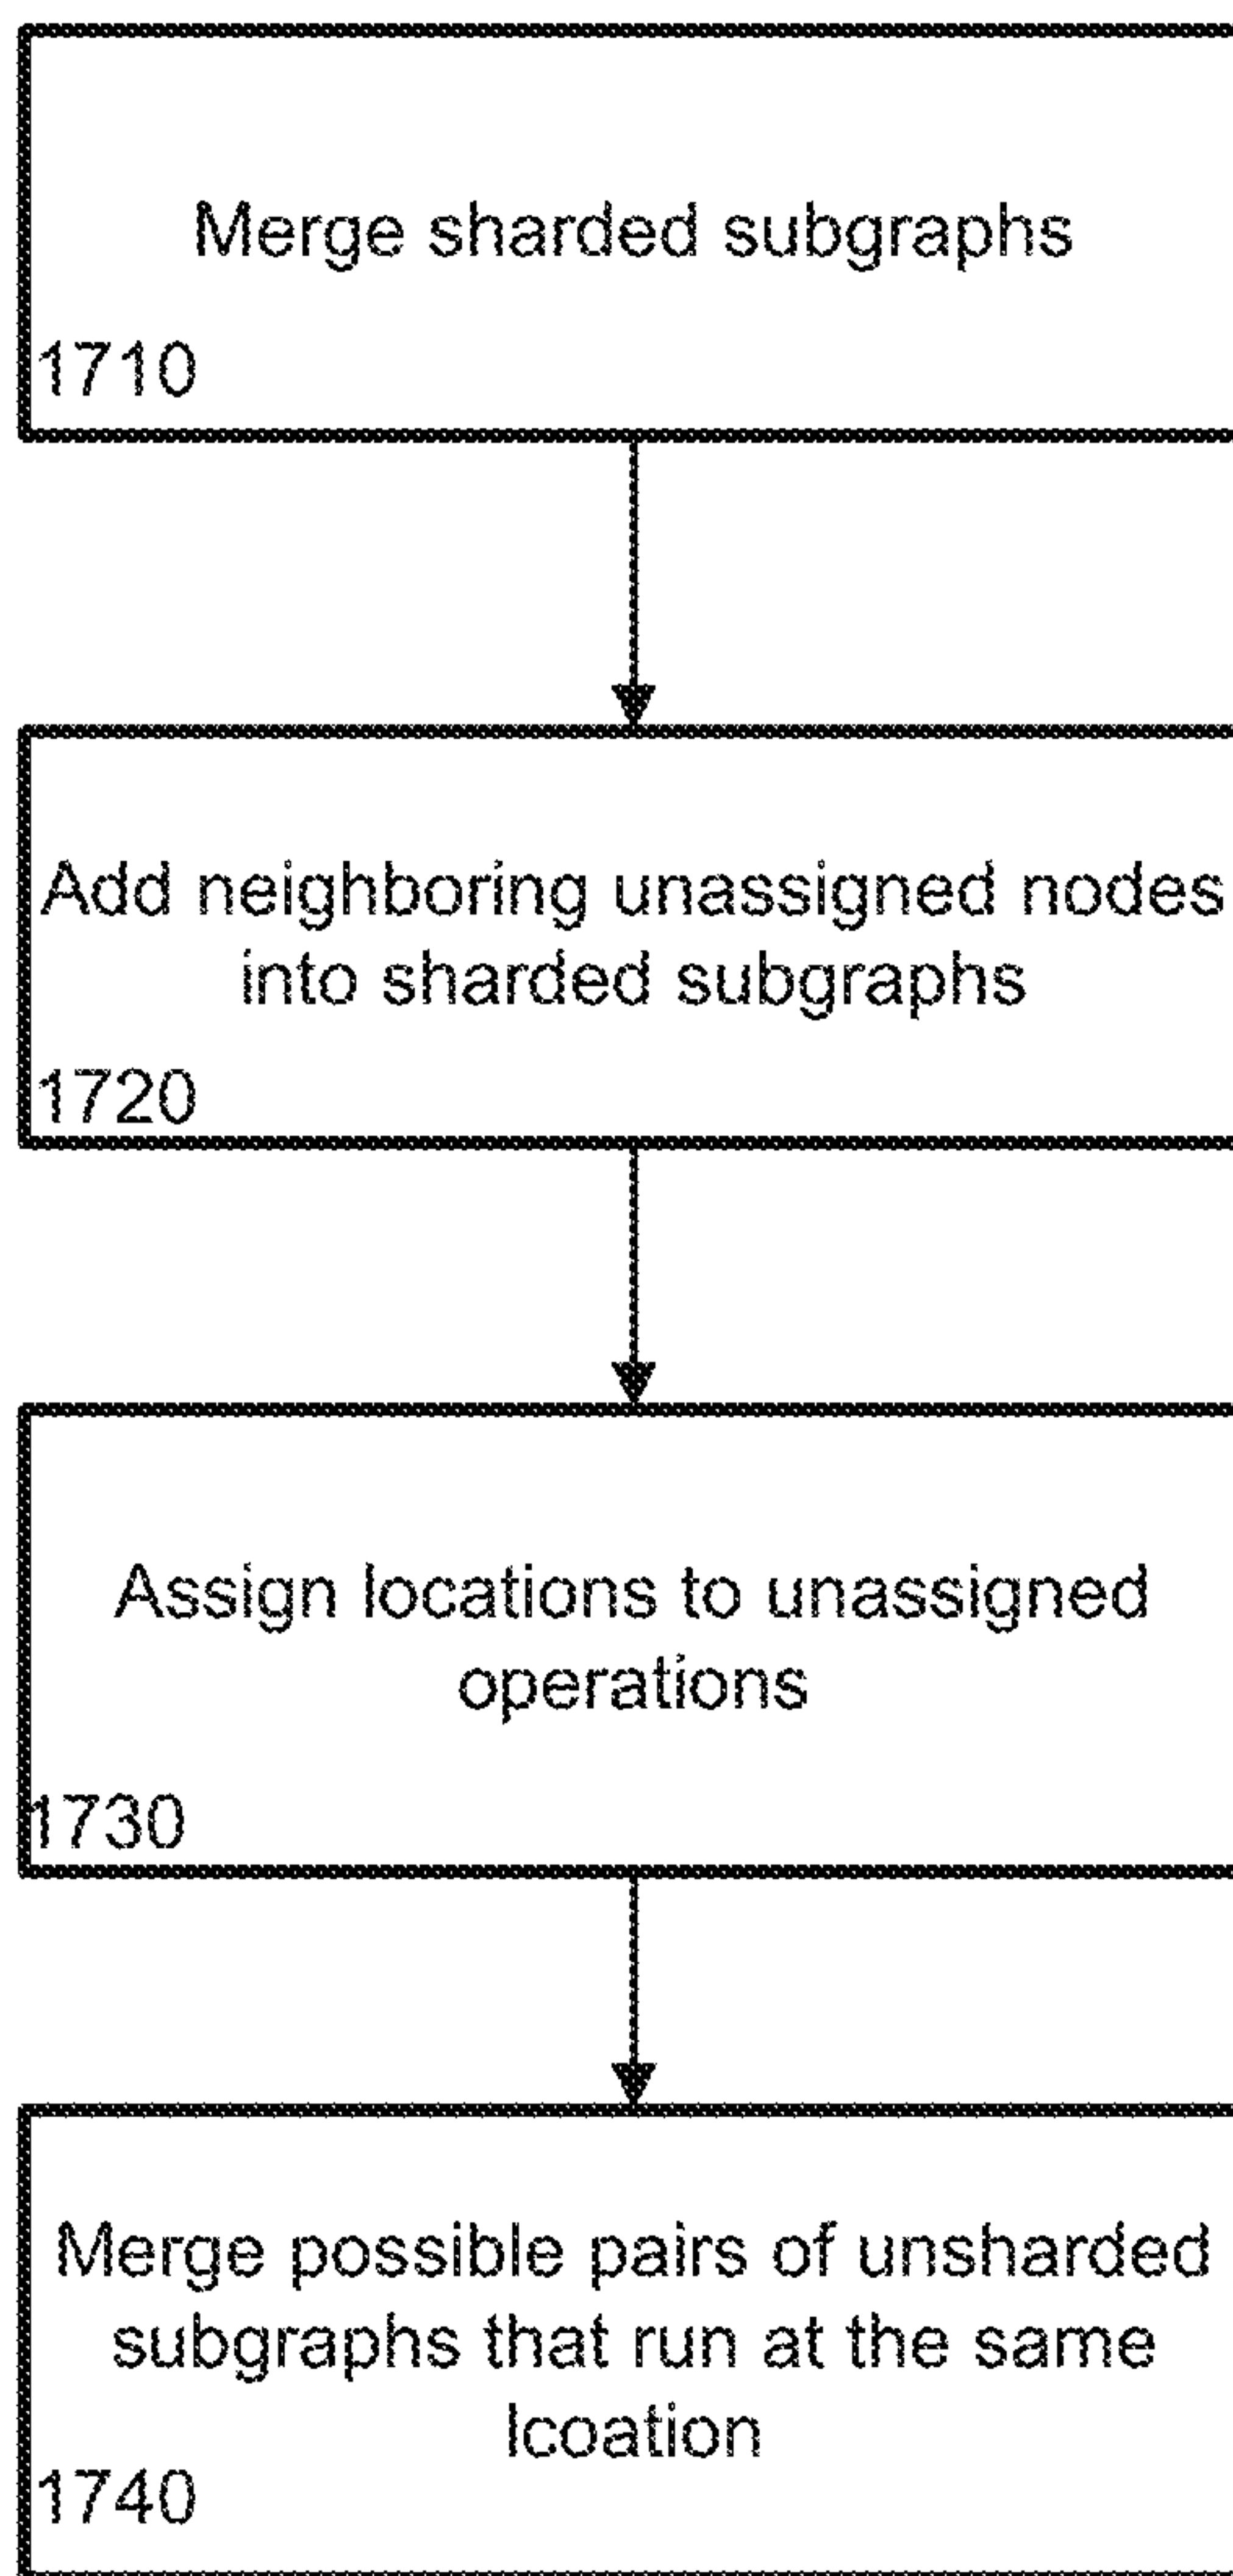 Merge sharded subgraphs
1710
Add neighboring unassigned nodes
into sharded subgraphs
1720
Assign locations to unassigned
operations
1730
Merge possible pairs of unsharded
subgraphs that run at the same
lcoation
1740